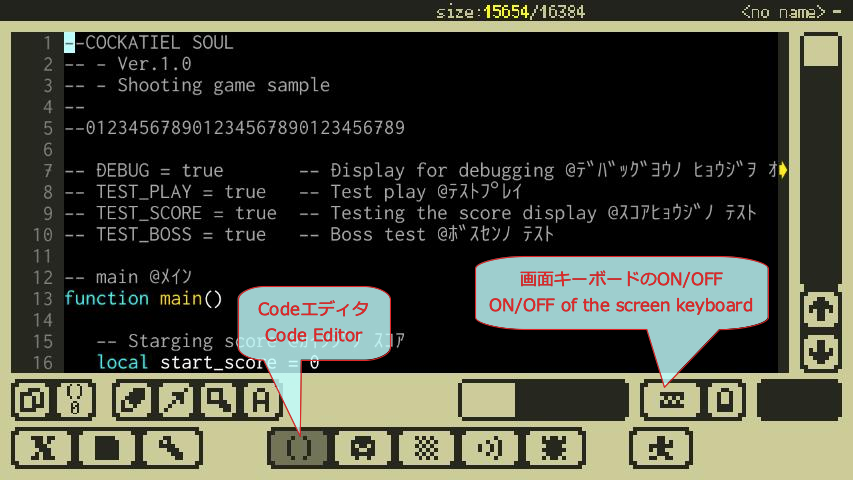 size:15654/16384
<no name>
1 --COCKATIEL SOUL
2 -- - Ver.1.0
3 -- - Shooting game sample
4 --
5 --012345678901234567890123456789
6
7 -- DEBUG = true -- Display for debugging @ﾃﾞﾊﾞｯｸﾞﾖｳﾉ ﾋｮｳｼﾞｦ ｵ
8 -- TEST_PLAY = true -- Test play @ﾃｽﾄﾌﾟﾚｲ
9 -- TEST_SCORE = true -- Testing the score display @ｽｺｱﾋｮｳｼﾞﾉ ﾃｽﾄ
10 -- TEST_BOSS = true -- Boss test @ﾎﾞｽｾﾝﾉ ﾃｽﾄ
11
12 -- main @ﾒｲﾝ
13 function main()
14
15 -- Starging score ｽｺｱ
16 local start_score = 0
画面キーボードのON/OFF
ON/OFF of the screen keyboard
Codeエディタ
Code Editor
0
A